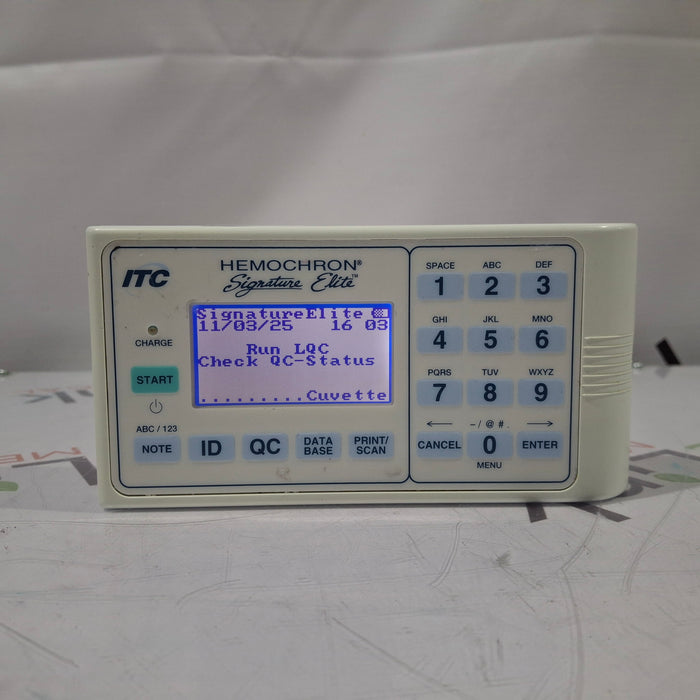 ITC
HEMOCHRON®
Signature Elite™
SignatureElite
11/03/25 16 03
Run LQC
Check QC-Status
.........Cuvette
CHARGE
START
ABC / 123
NOTE
ID
QC
DATA
BASE
PRINT/
SCAN
SPACE ABC DEF
1 2 3
GHI JKL MNO
4 5 6
PQRS TUV WXYZ
7 8 9
← - / @ # . →
CANCEL 0 ENTER
MENU